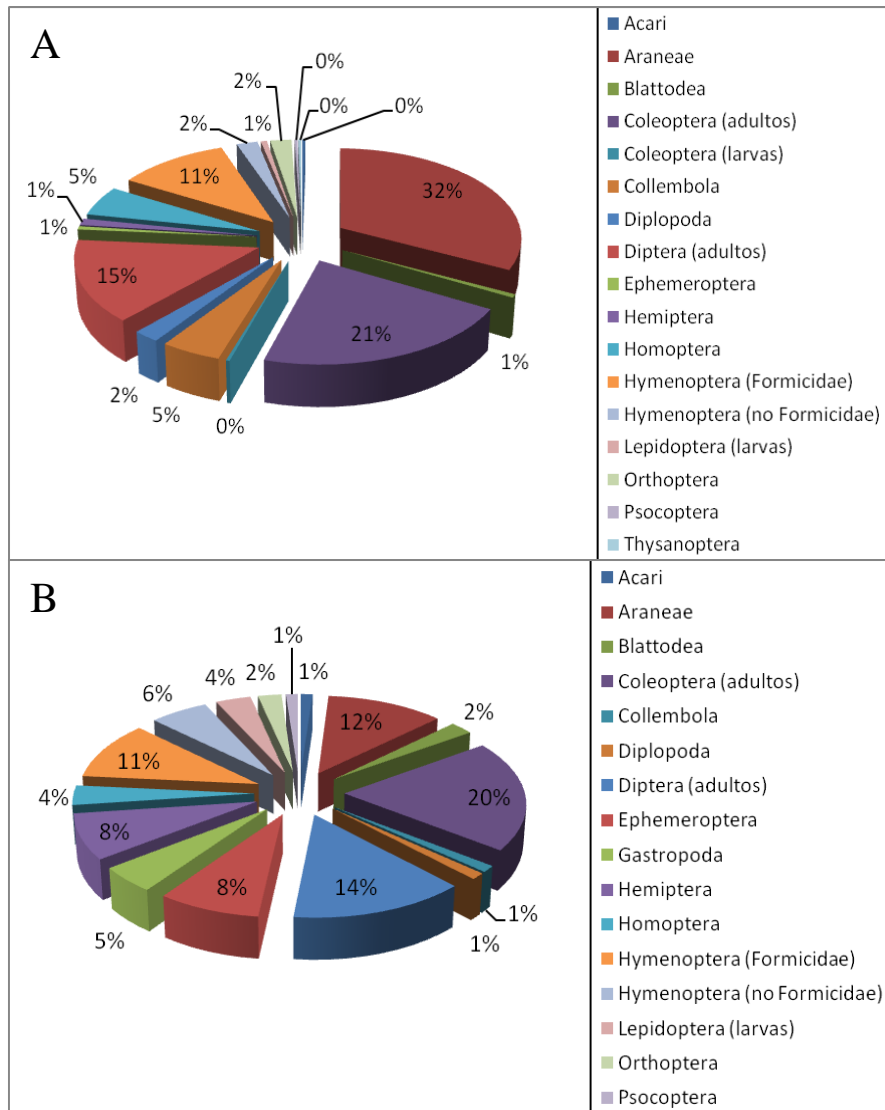 A
0%
2%
0%
0%
2%
1%
11%
5%
1%
1%
32%
15%
21%
1%
2%
5%
0%
Acari
Araneae
Blattodea
Coleoptera (adultos)
Coleoptera (larvas)
Collembola
Diplopoda
Diptera (adultos)
Ephemeroptera
Hemiptera
Homoptera
Hymenoptera (Formicidae)
Hymenoptera (no Formicidae)
Lepidoptera (larvas)
Orthoptera
Psocoptera
Thysanoptera
B
1%
4%
2%
1%
6%
12%
2%
11%
4%
20%
8%
8%
14%
5%
1%
1%
Acari
Araneae
Blattodea
Coleoptera (adultos)
Collembola
Diplopoda
Diptera (adultos)
Ephemeroptera
Gastropoda
Hemiptera
Homoptera
Hymenoptera (Formicidae)
Hymenoptera (no Formicidae)
Lepidoptera (larvas)
Orthoptera
Psocoptera